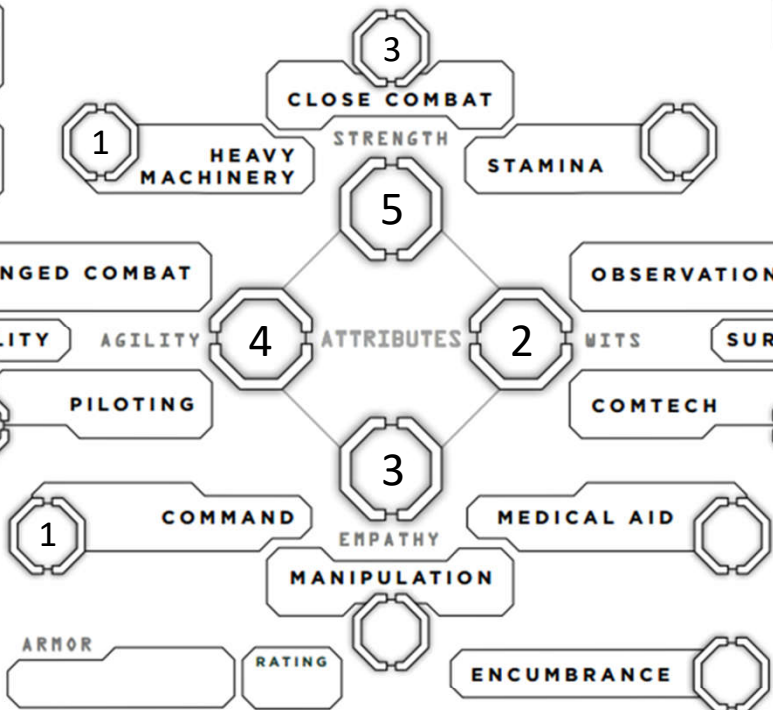 3
CLOSE COMBAT
1
HEAVY
MACHINERY
STRENGTH
STAMINA
5
NGED COMBAT
OBSERVATION
LITY
AGILITY
4
ATTRIBUTES
2
WITS
SUR
PILOTING
COMTECH
3
1
COMMAND
MEDICAL AID
EMPATHY
MANIPULATION
ARMOR
RATING
ENCUMBRANCE